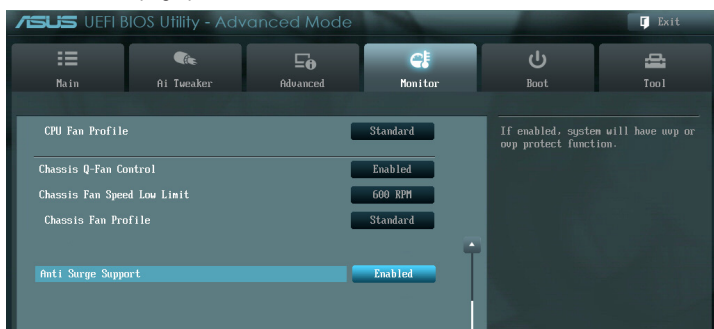 ASUS UEFI BIOS Utility - Advanced Mode
Exit
Main
Ai Tweaker
Advanced
Monitor
Boot
Tool
CPU Fan Profile
Standard
Chassis Q-Fan Control
Enabled
Chassis Fan Speed Low Limit
600 RPM
Chassis Fan Profile
Standard
Anti Surge Support
Enabled
If enabled, system will have uvp or
ovp protect function.